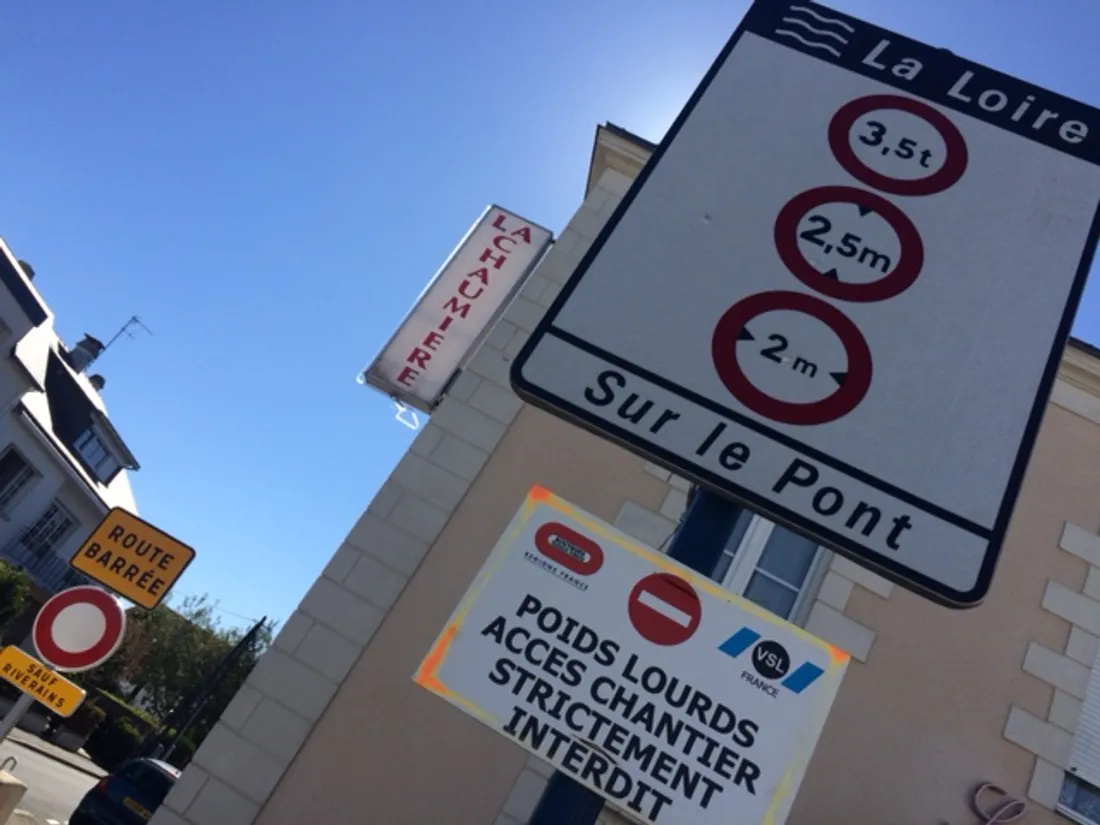 La Loire
3,5t
2,5m
2m
Sur le Pont
LA CHAUMIERE
ROUTE
BARRÉE
SAUF
RIVERAINS
VSL
FRANCE
POIDS LOURDS
ACCES CHANTIER
STRICTEMENT
INTERDIT